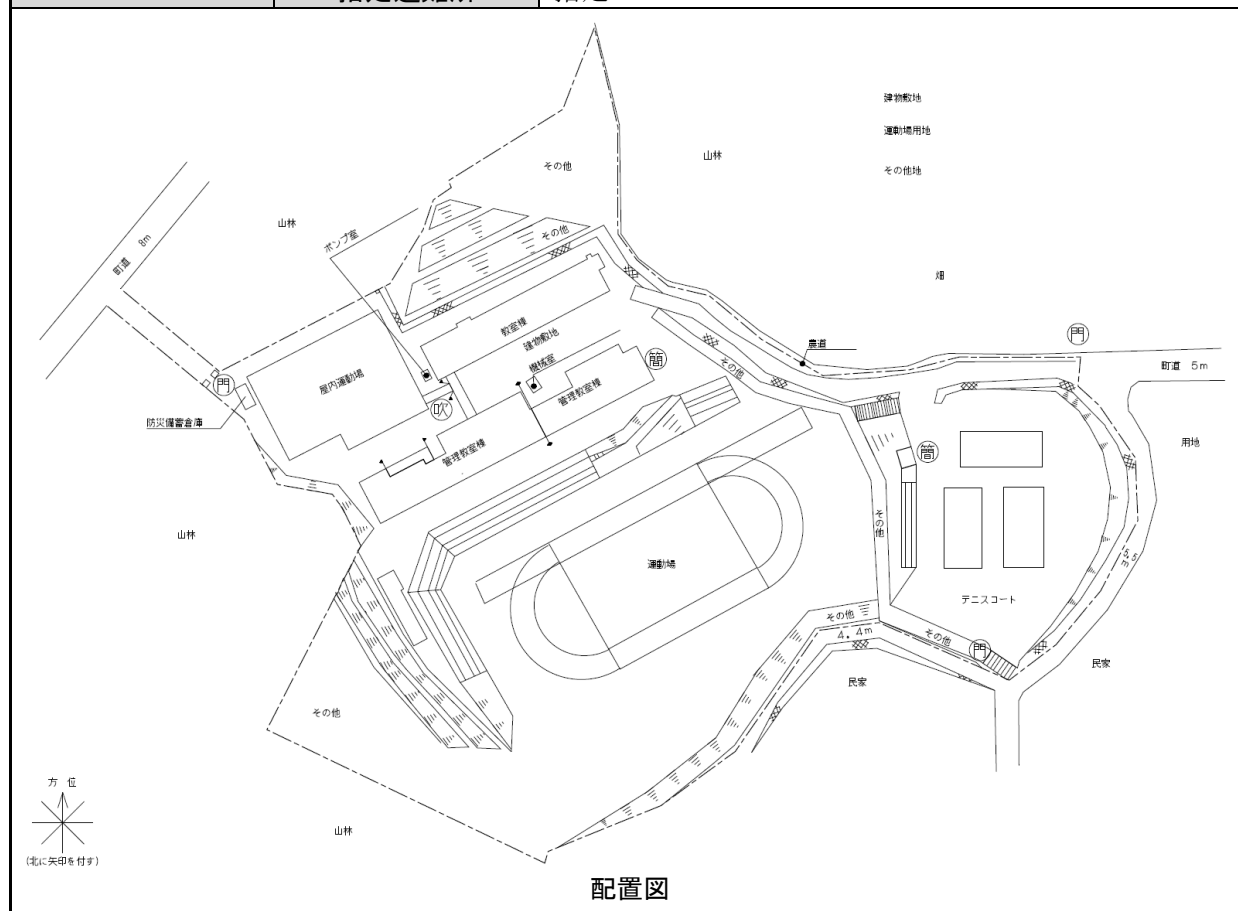 建物敷地
運動場用地
その他地
その他
山林
山林
町道 8m
ポンプ室
その他
畑
門
教室棟
建物敷地
機械室
簡
農道
町道 5m
その他
屋内運動場
門
管理教室棟
吹
防災備蓄倉庫
管理教室棟
簡
用地
山林
その他
運動場
5.5m
テニスコート
その他
4.4m
その他
門
民家
民家
その他
方 位
(北に矢印を付す)
山林
配置図